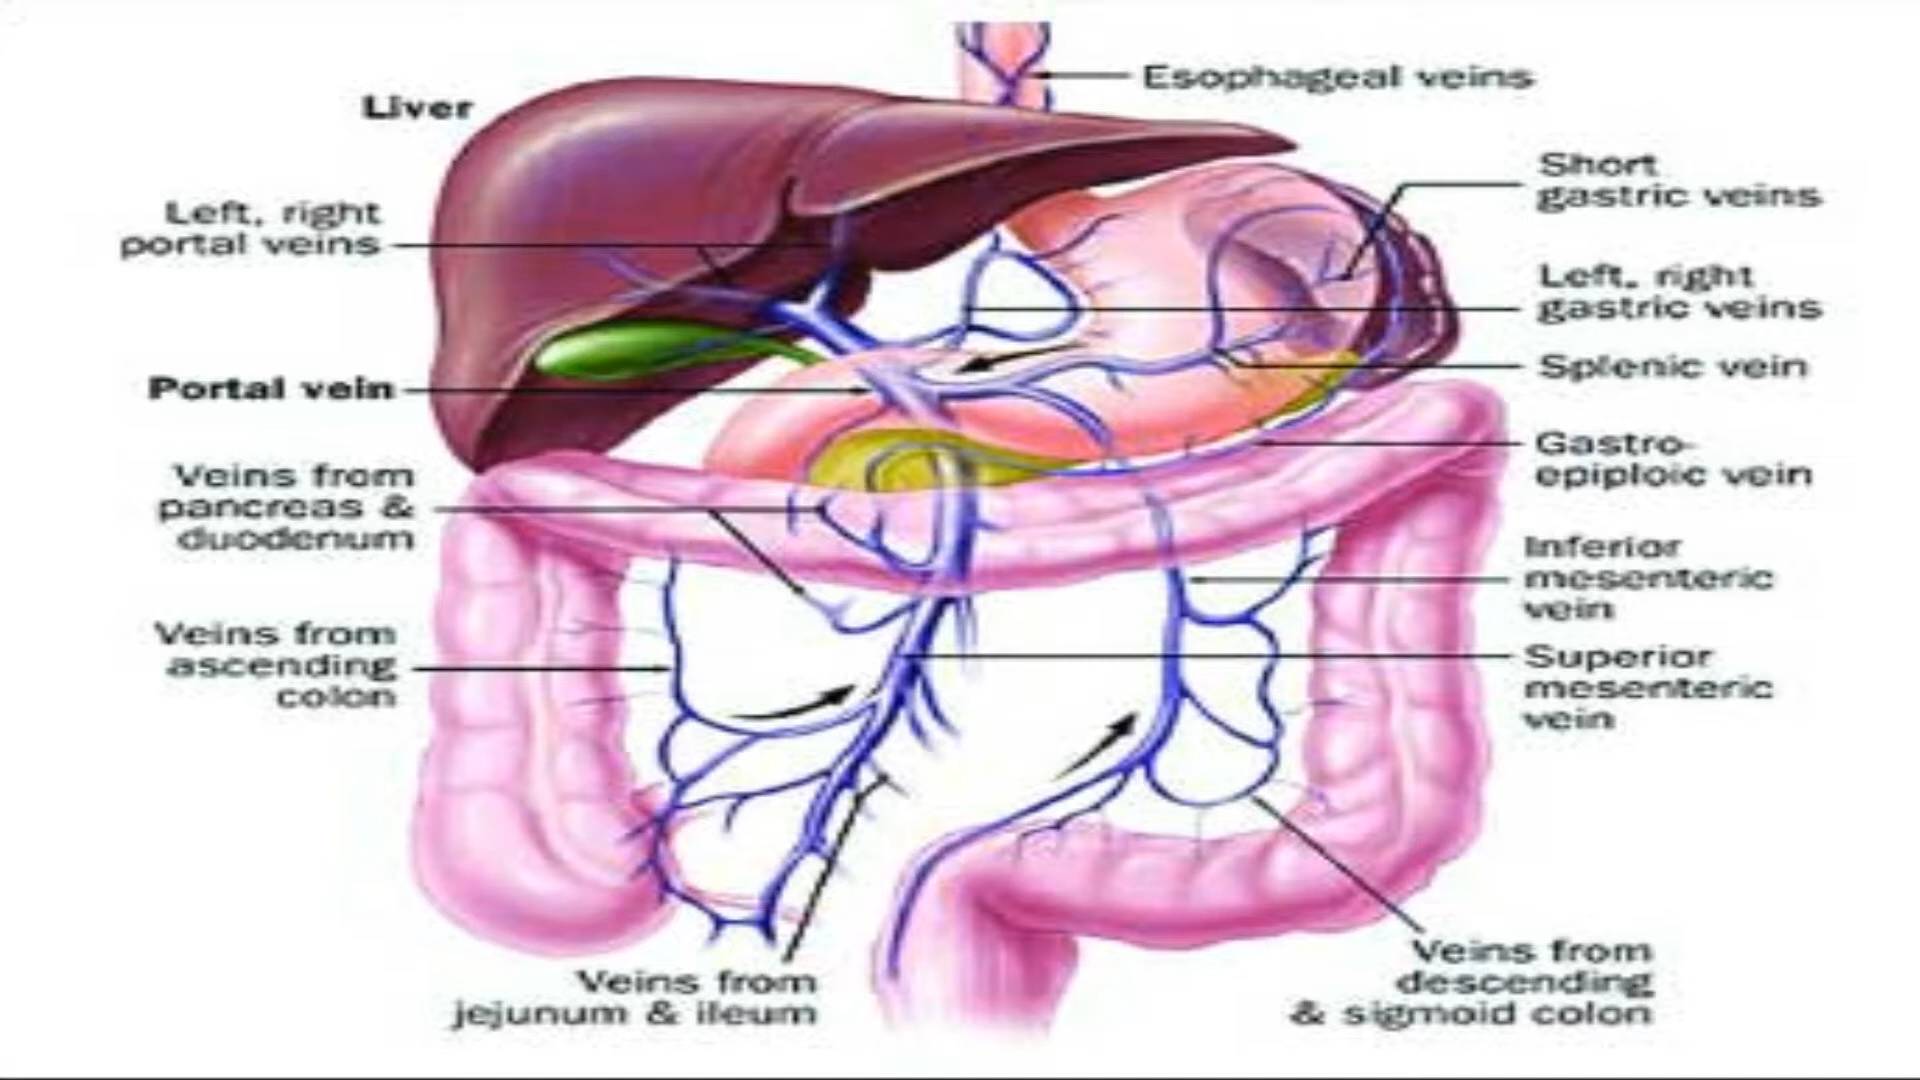 Esophageal veins
Liver
Short
gastric veins
Left, right
portal veins
Left, right
gastric veins
Splenic vein
Portal vein
Gastro-
epiploic vein
Veins from
pancreas &
duodenum
Inferior
mesenteric
vein
Veins from
ascending
colon
Superior
mesenteric
vein
Veins from
descending
& sigmoid colon
Veins from
jejunum & ileum